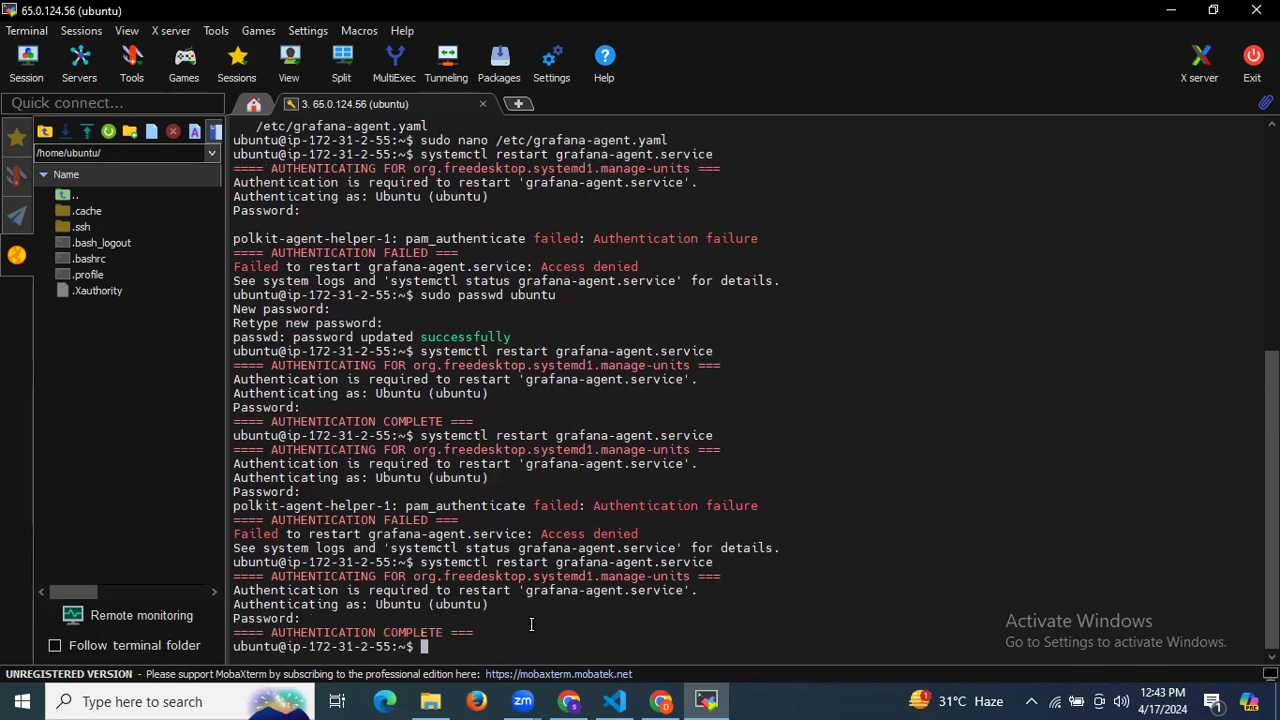 65.0.124.56 (ubuntu)
Terminal Sessions View X server Tools Games Settings Macros Help
Session Servers Tools Games Sessions View Split MultiExec Tunneling Packages Settings Help X server Exit
Quick connect...
3. 65.0.124.56 (ubuntu)
/home/ubuntu/
Name
..
.cache
.ssh
.bash_logout
.bashrc
.profile
.Xauthority
Remote monitoring
Follow terminal folder
/etc/grafana-agent.yaml
ubuntu@ip-172-31-2-55:~$ sudo nano /etc/grafana-agent.yaml
ubuntu@ip-172-31-2-55:~$ systemctl restart grafana-agent.service
==== AUTHENTICATING FOR org.freedesktop.systemd1.manage-units ===
Authentication is required to restart 'grafana-agent.service'.
Authenticating as: Ubuntu (ubuntu)
Password:
polkit-agent-helper-1: pam_authenticate failed: Authentication failure
==== AUTHENTICATION FAILED ===
Failed to restart grafana-agent.service: Access denied
See system logs and 'systemctl status grafana-agent.service' for details.
ubuntu@ip-172-31-2-55:~$ sudo passwd ubuntu
New password:
Retype new password:
passwd: password updated successfully
ubuntu@ip-172-31-2-55:~$ systemctl restart grafana-agent.service
==== AUTHENTICATING FOR org.freedesktop.systemd1.manage-units ===
Authentication is required to restart 'grafana-agent.service'.
Authenticating as: Ubuntu (ubuntu)
Password:
==== AUTHENTICATION COMPLETE ===
ubuntu@ip-172-31-2-55:~$ systemctl restart grafana-agent.service
==== AUTHENTICATING FOR org.freedesktop.systemd1.manage-units ===
Authentication is required to restart 'grafana-agent.service'.
Authenticating as: Ubuntu (ubuntu)
Password:
polkit-agent-helper-1: pam_authenticate failed: Authentication failure
==== AUTHENTICATION FAILED ===
Failed to restart grafana-agent.service: Access denied
See system logs and 'systemctl status grafana-agent.service' for details.
ubuntu@ip-172-31-2-55:~$ systemctl restart grafana-agent.service
==== AUTHENTICATING FOR org.freedesktop.systemd1.manage-units ===
Authentication is required to restart 'grafana-agent.service'.
Authenticating as: Ubuntu (ubuntu)
Password:
==== AUTHENTICATION COMPLETE ===
ubuntu@ip-172-31-2-55:~$
Activate Windows
Go to Settings to activate Windows.
UNREGISTERED VERSION - Please support MobaXterm by subscribing to the professional edition here: https://mobaxterm.mobatek.net
Type here to search
zm
1
31°C Haze
12:43 PM
4/17/2024
1
PRE